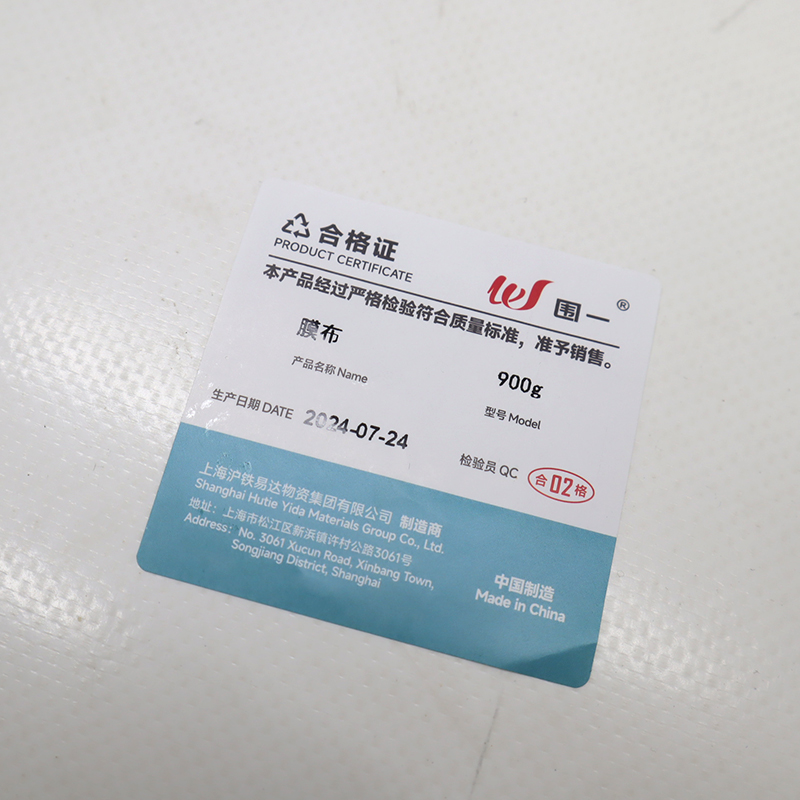 合格证
PRODUCT CERTIFICATE
围一®
本产品经过严格检验符合质量标准，准予销售。
膜布
产品名称 Name
900g
型号 Model
生产日期 DATE 2024-07-24
检验员 QC 合02格
上海沪铁易达物资集团有限公司 制造商
Shanghai Hutie Yida Materials Group Co., Ltd.
地址：上海市松江区新浜镇许村公路3061号
Address：No. 3061 Xucun Road, Xinbang Town,
Songjiang District, Shanghai
中国制造
Made in China